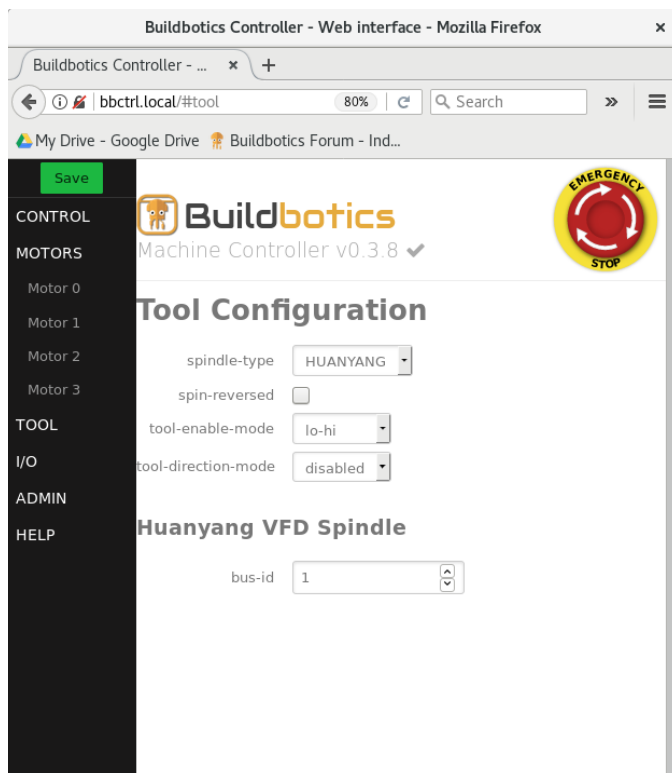 Buildbotics Controller - Web interface - Mozilla Firefox ×
Buildbotics Controller - ... × +
bbctrl.local/#tool 80% Search »
My Drive - Google Drive Buildbotics Forum - Ind...
Save
CONTROL
MOTORS
Motor 0
Motor 1
Motor 2
Motor 3
TOOL
I/O
ADMIN
HELP
Buildbotics
Machine Controller v0.3.8
EMERGENCY
STOP
Tool Configuration
spindle-type HUANYANG
spin-reversed
tool-enable-mode lo-hi
tool-direction-mode disabled
Huanyang VFD Spindle
bus-id 1